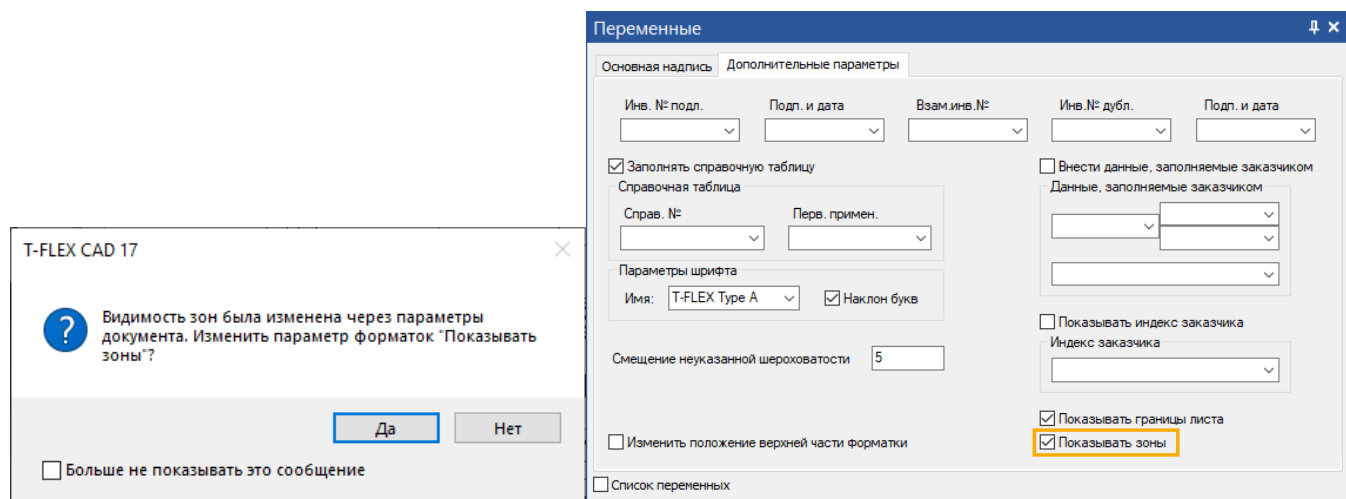 T-FLEX CAD 17
Видимость зон была изменена через параметры
документа. Изменить параметр форматок "Показывать
зоны"?
Да Нет
Больше не показывать это сообщение
Переменные
Основная надпись Дополнительные параметры
Инв. № подл. Подп. и дата Взам.инв.№ Инв.№ дубл. Подп. и дата
Заполнять справочную таблицу Внести данные, заполняемые заказчиком
Справочная таблица Данные, заполняемые заказчиком
Справ. № Перв. примен.
Параметры шрифта
Имя: T-FLEX Type A Наклон букв
Показывать индекс заказчика
Индекс заказчика
Смещение неуказанной шероховатости 5
Показывать границы листа
Изменить положение верхней части форматки Показывать зоны
Список переменных